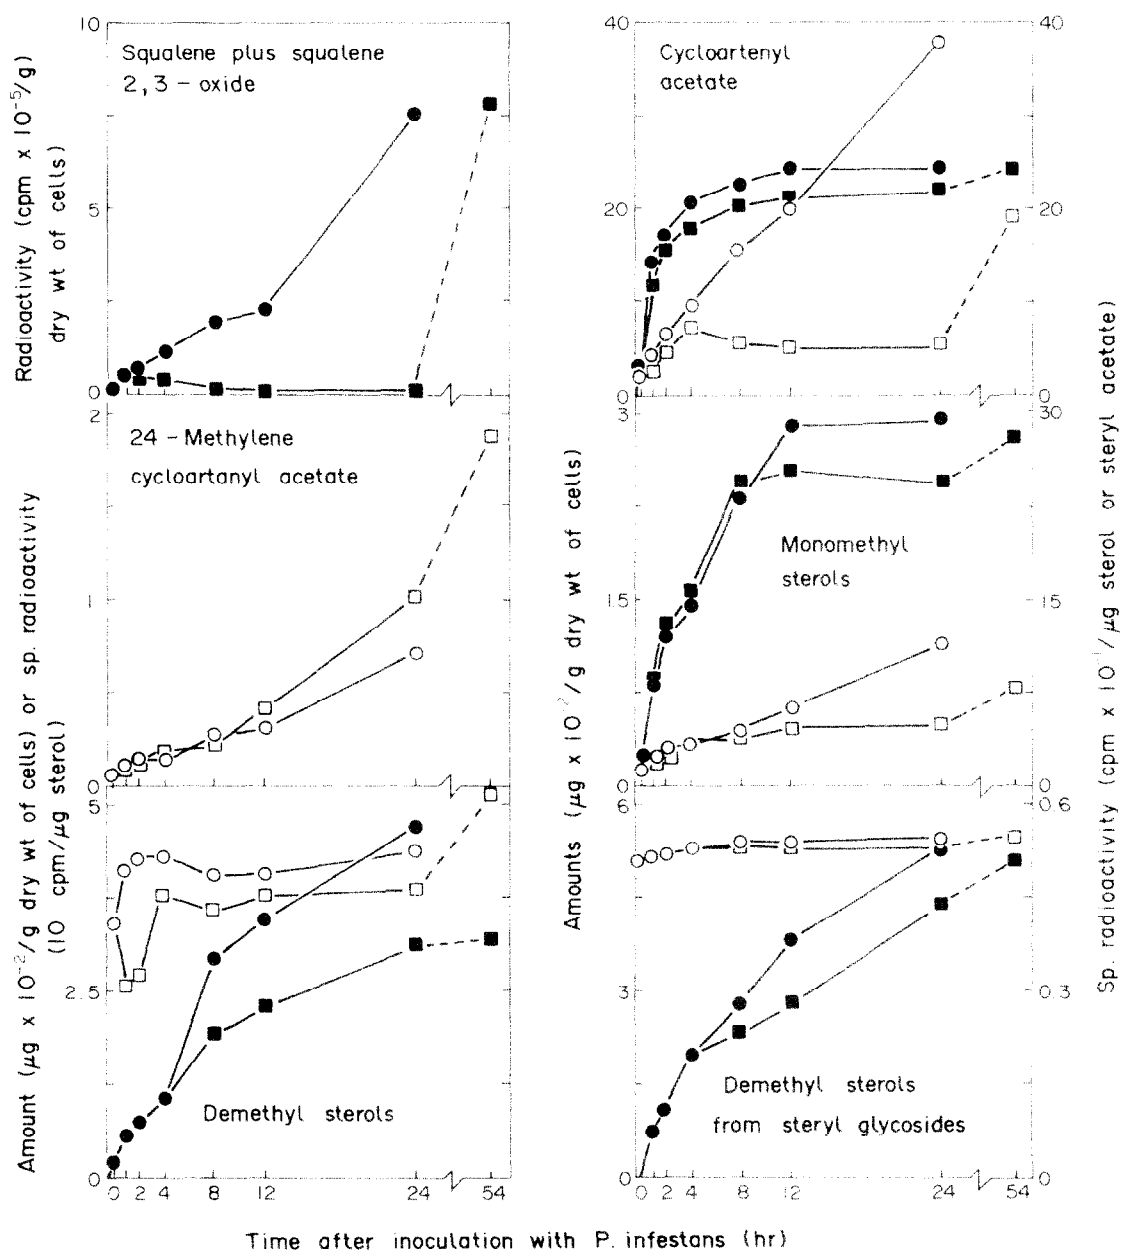 10
5
0
Radioactivity (cpm x 10⁻⁵/g)
dry wt of cells)
Squalene plus squalene
2,3 – oxide
40
20
0
40
20
0
Cycloartenyl
acetate
2
1
0
24 – Methylene
cycloartanyl acetate
3
1.5
0
30
15
0
Monomethyl
sterols
5
2.5
0
Amount (µg x 10⁻²/g dry wt of cells) or sp. radioactivity
(10 cpm/µg sterol)
Demethyl sterols
0 2 4 8 12 24 54
6
3
0
0.6
0.3
0
Amounts (µg x 10⁻²/g dry wt of cells)
Sp. radioactivity (cpm x 10⁻¹/µg sterol or steryl acetate)
Demethyl sterols
from steryl glycosides
0 2 4 8 12 24 54
Time after inoculation with P. infestans (hr)